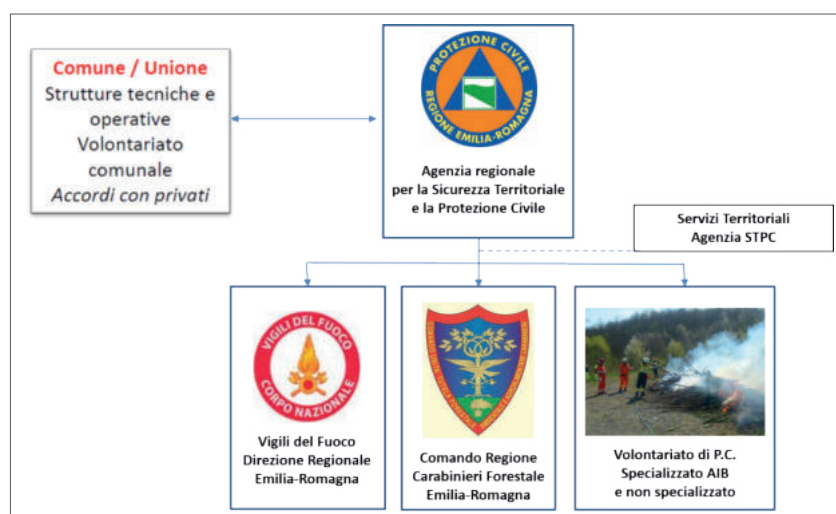 Comune / Unione
Strutture tecniche e
operative
Volontariato
comunale
Accordi con privati
PROTEZIONE CIVILE
REGIONE EMILIA-ROMAGNA
Agenzia regionale
per la Sicurezza Territoriale
e la Protezione Civile
Servizi Territoriali
Agenzia STPC
VIGILI DEL FUOCO
CORPO NAZIONALE
Vigili del Fuoco
Direzione Regionale
Emilia-Romagna
Comando Regione
Carabinieri Forestale
Emilia-Romagna
Volontariato di P.C.
Specializzato AIB
e non specializzato